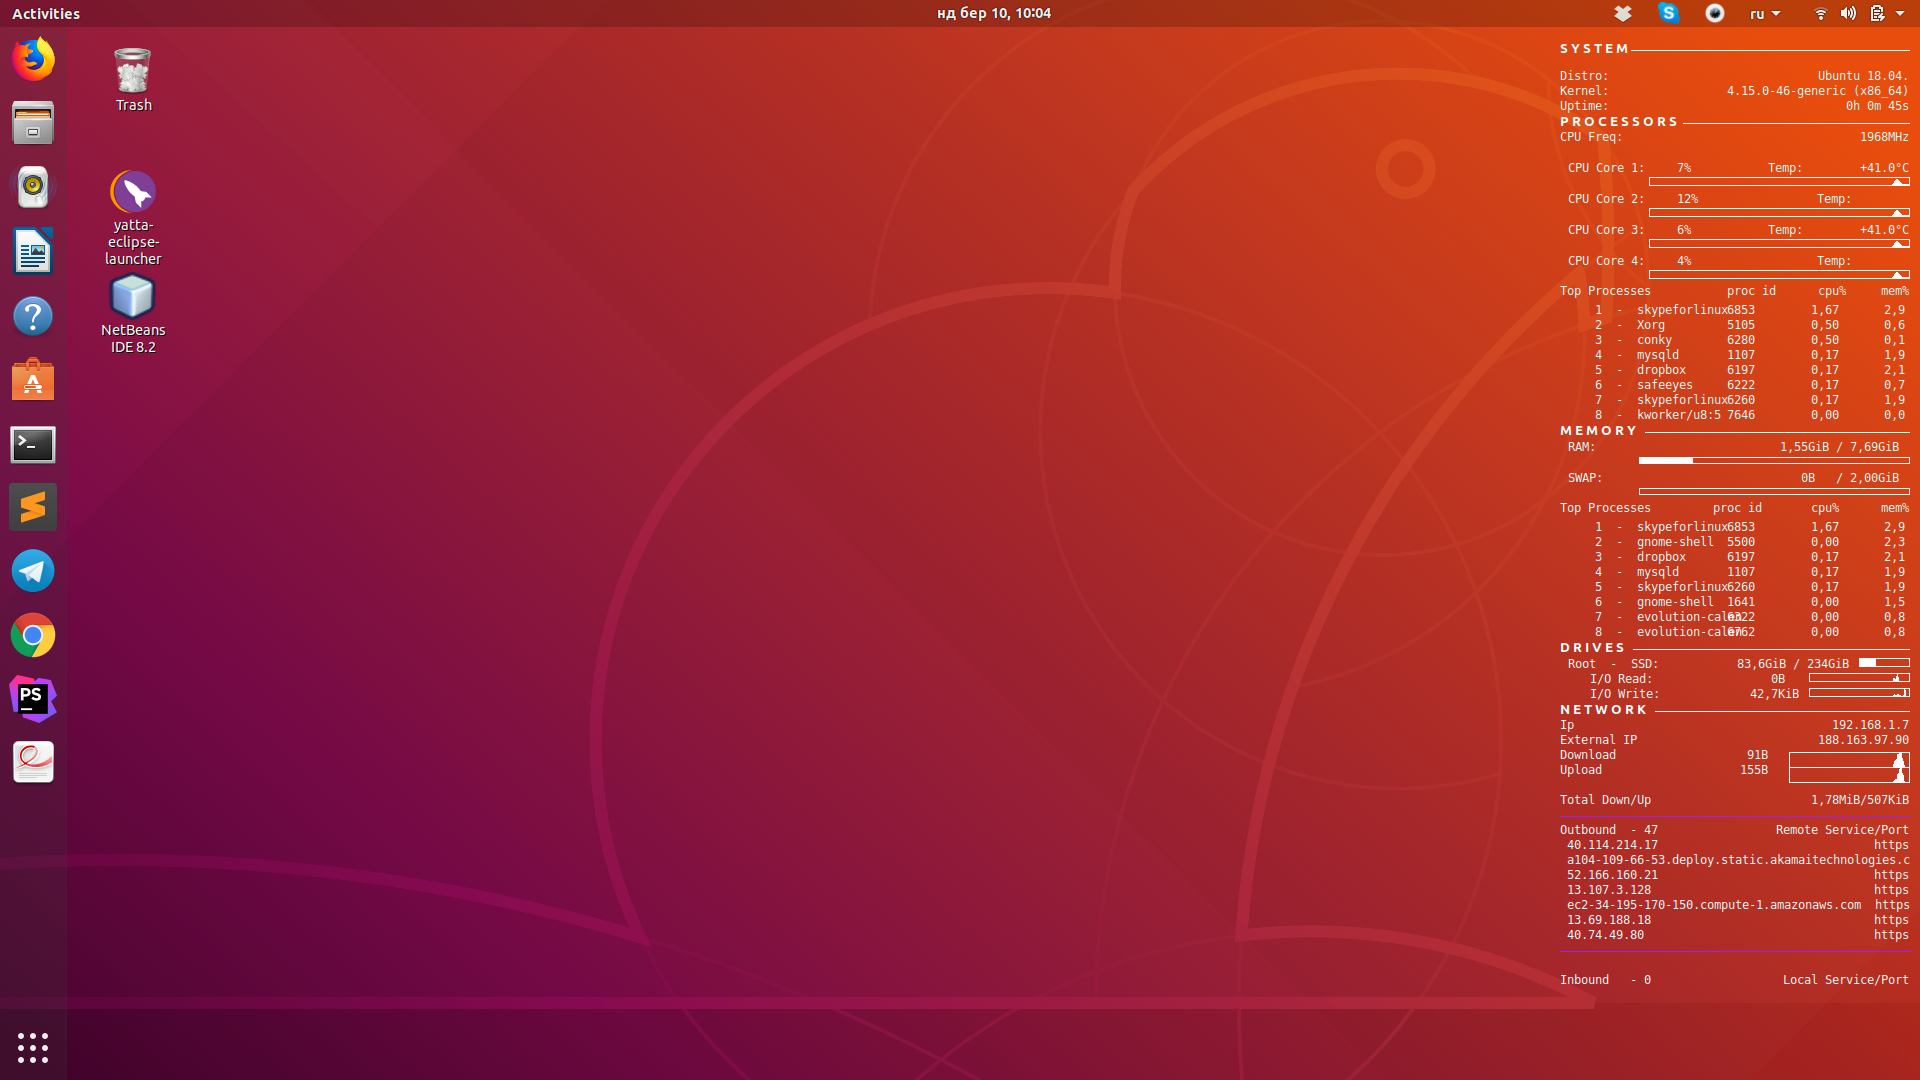 Activities
нд бер 10, 10:04
ru
Trash
yatta-
eclipse-
launcher
NetBeans
IDE 8.2
PS
SYSTEM
Distro: Ubuntu 18.04.
Kernel: 4.15.0-46-generic (x86_64)
Uptime: 0h 0m 45s
PROCESSORS
CPU Freq: 1968MHz
CPU Core 1: 7% Temp: +41.0°C
CPU Core 2: 12% Temp:
CPU Core 3: 6% Temp: +41.0°C
CPU Core 4: 4% Temp:
Top Processes proc id cpu% mem%
1 - skypeforlinux6853 1,67 2,9
2 - Xorg 5105 0,50 0,6
3 - conky 6280 0,50 0,1
4 - mysqld 1107 0,17 1,9
5 - dropbox 6197 0,17 2,1
6 - safeeyes 6222 0,17 0,7
7 - skypeforlinux6260 0,17 1,9
8 - kworker/u8:5 7646 0,00 0,0
MEMORY
RAM: 1,55GiB / 7,69GiB
SWAP: 0B / 2,00GiB
Top Processes proc id cpu% mem%
1 - skypeforlinux6853 1,67 2,9
2 - gnome-shell 5500 0,00 2,3
3 - dropbox 6197 0,17 2,1
4 - mysqld 1107 0,17 1,9
5 - skypeforlinux6260 0,17 1,9
6 - gnome-shell 1641 0,00 1,5
7 - 0,00 0,8
8 - 0,00 0,8
DRIVES
Root - SSD: 83,6GiB / 234GiB
I/O Read: 0B
I/O Write: 42,7KiB
NETWORK
Ip 192.168.1.7
External IP 188.163.97.90
Download 91B
Upload 155B
Total Down/Up 1,78MiB/507KiB
Outbound - 47 Remote Service/Port
40.114.214.17 https
a104-109-66-53.deploy.static.akamaitechnologies.c
52.166.160.21 https
13.107.3.128 https
ec2-34-195-170-150.compute-1.amazonaws.com https
13.69.188.18 https
40.74.49.80 https
Inbound - 0 Local Service/Port